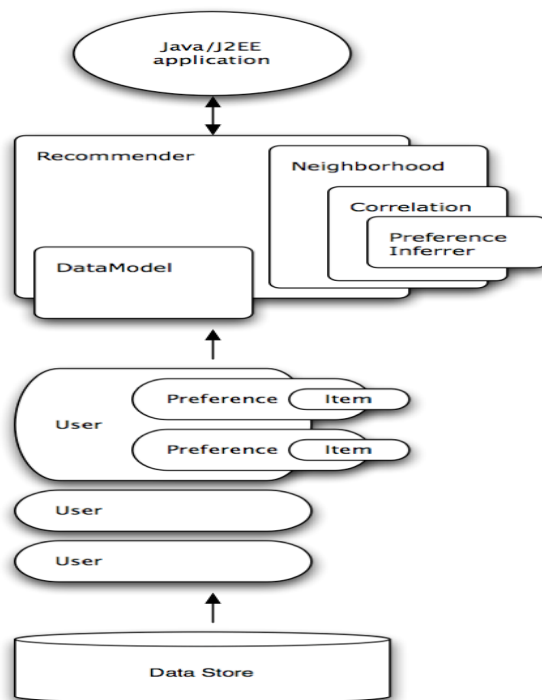 Java/J2EE
application
Recommender
Neighborhood
Correlation
Preference
Inferrer
DataModel
User
Preference
Item
Preference
Item
User
User
Data Store